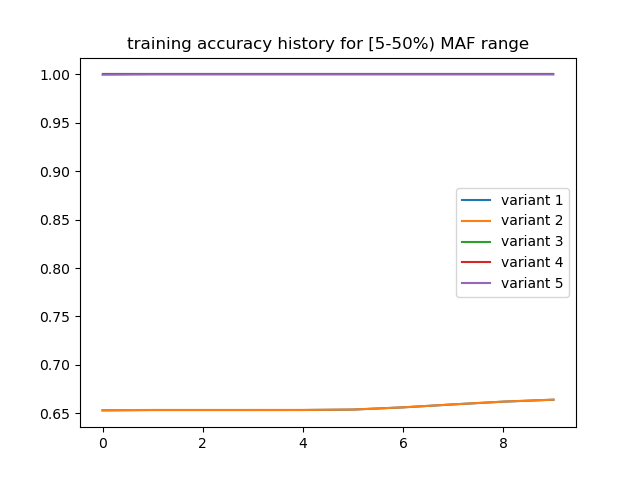 training accuracy history for [5-50%) MAF range
1.00
0.95
0.90
0.85
0.80
0.75
0.70
0.65
variant 1
variant 2
variant 3
variant 4
variant 5
0 2 4 6 8